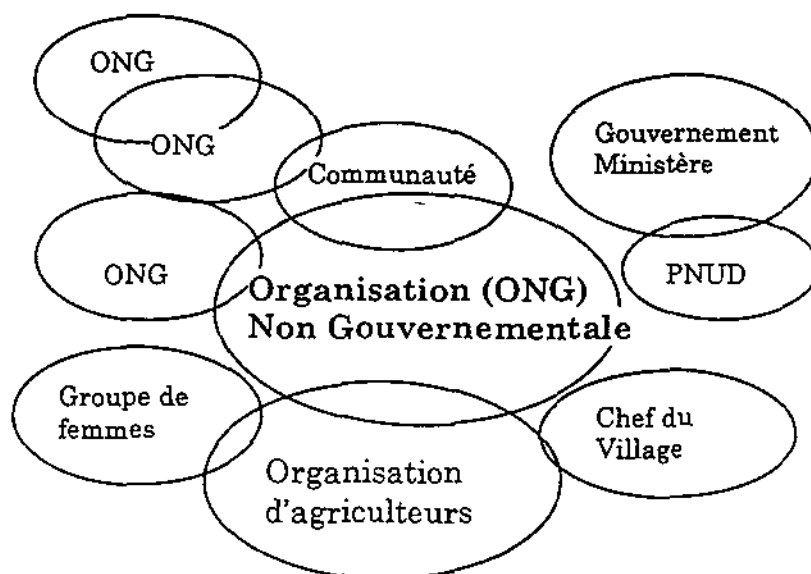 ONG
ONG
Communauté
Gouvernement
Ministère
ONG
PNUD
Organisation (ONG)
Non Gouvernementale
Groupe de
femmes
Chef du
Village
Organisation
d'agriculteurs